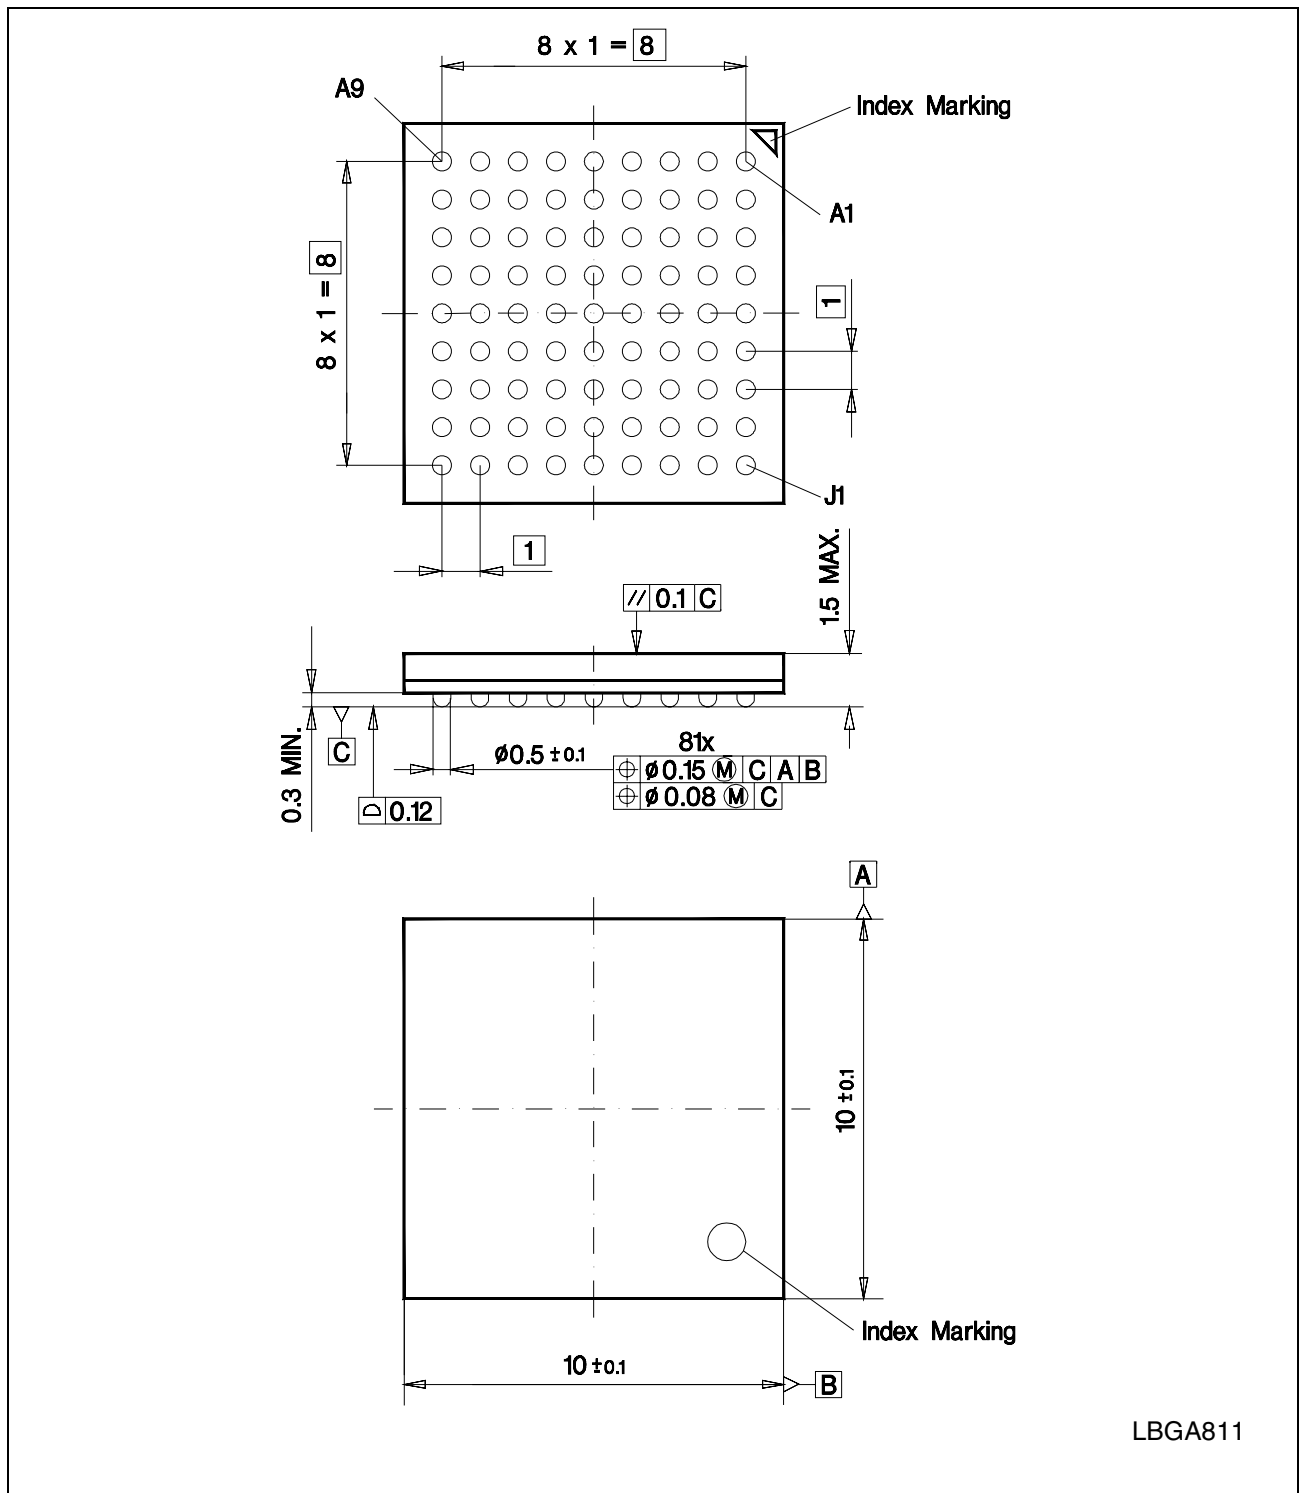 8 x 1 = 8
A9
Index Marking
A1
8 x 1 = 8
1
J1
1
// 0.1 C
1.5 MAX.
0.3 MIN.
C
Ø0.5 ±0.1
81x
⌖ Ø0.15 Ⓜ C A B
⌖ Ø0.08 Ⓜ C
⌓ 0.12
A
10 ±0.1
Index Marking
10 ±0.1
B
LBGA811